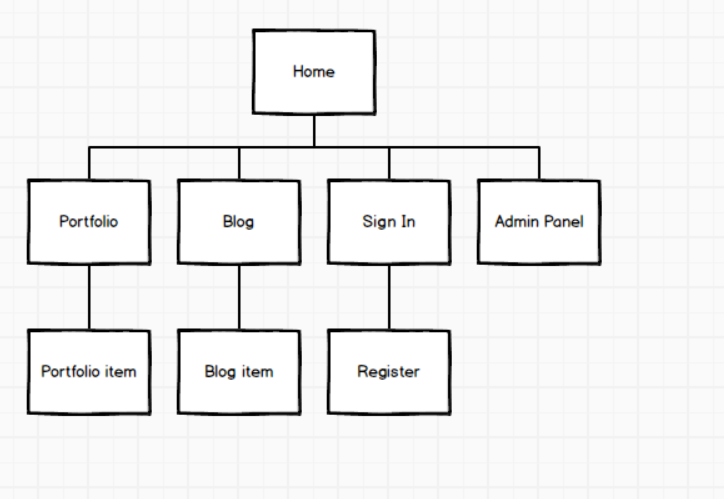 Home
Portfolio
Blog
Sign In
Admin Panel
Portfolio item
Blog item
Register